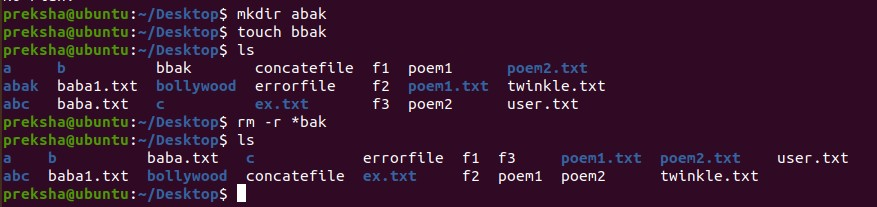 preksha@ubuntu:~/Desktop$ mkdir abak
preksha@ubuntu:~/Desktop$ touch bbak
preksha@ubuntu:~/Desktop$ ls
a b bbak concatefile f1 poem1 poem2.txt
abak baba1.txt bollywood errorfile f2 poem1.txt twinkle.txt
abc baba.txt c ex.txt f3 poem2 user.txt
preksha@ubuntu:~/Desktop$ rm -r *bak
preksha@ubuntu:~/Desktop$ ls
a b baba.txt c errorfile f1 f3 poem1.txt poem2.txt user.txt
abc baba1.txt bollywood concatefile ex.txt f2 poem1 poem2 twinkle.txt
preksha@ubuntu:~/Desktop$